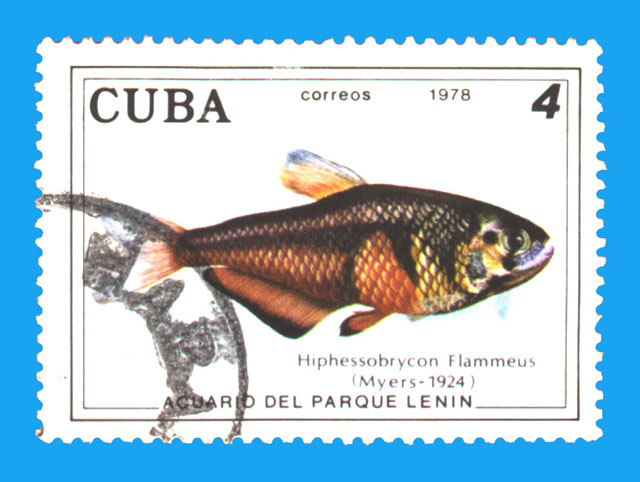 CUBA correos 1978 4
Hiphessobrycon Flammeus
(Myers-1924)
ACUARIO DEL PARQUE LENIN